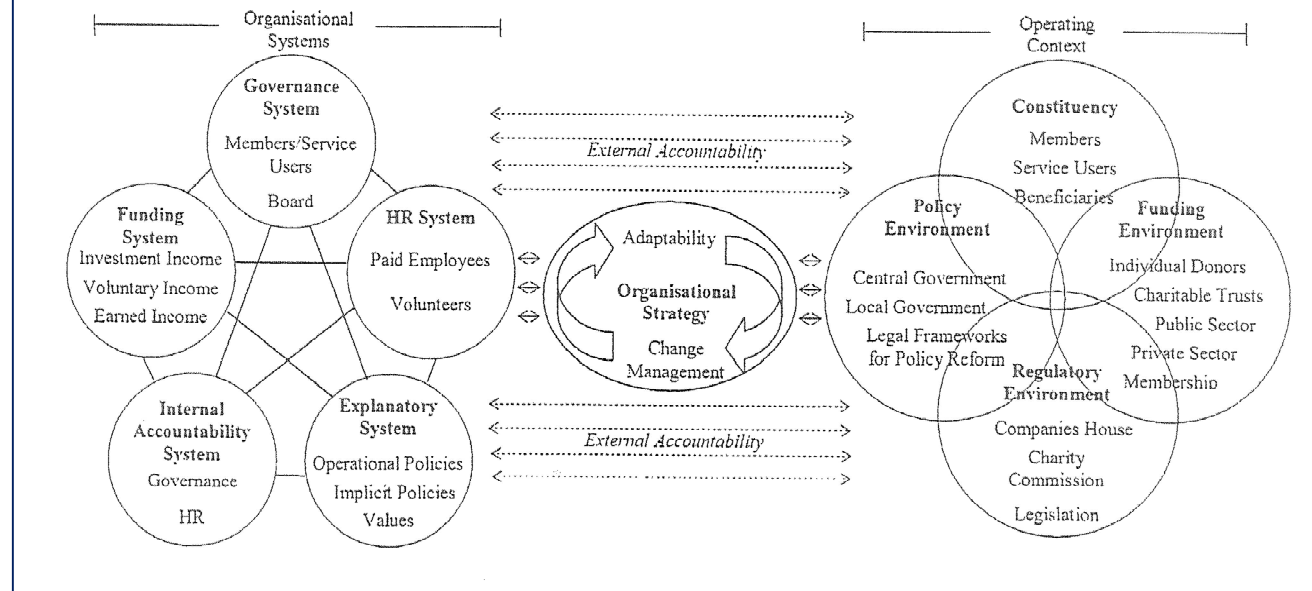 Organisational
Systems
Governance
System
Members/Service
Users
Board
Funding
System
Investment Income
Voluntary Income
Earned Income
HR System
Paid Employees
Volunteers
Internal
Accountability
System
Governance
HR
Explanatory
System
Operational Policies
Implicit Policies
Values
External Accountability
Adaptability
Organisational
Strategy
Change
Management
External Accountability
Operating
Context
Constituency
Members
Service Users
Beneficiaries
Policy
Environment
Central Government
Local Government
Legal Frameworks
for Policy Reform
Funding
Environment
Individual Donors
Charitable Trusts
Public Sector
Private Sector
Membership
Regulatory
Environment
Companies House
Charity
Commission
Legislation